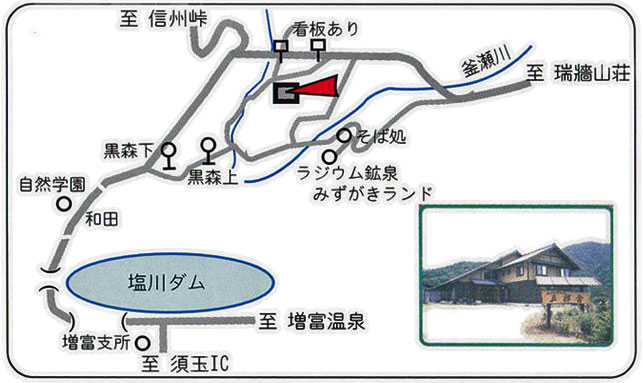 至 信州峠
看板あり
釜瀬川
至 瑞牆山荘
そば処
黒森下
黒森上
ラジウム鉱泉
みずがきランド
自然学園
和田
塩川ダム
増富支所
至 増富温泉
至 須玉IC